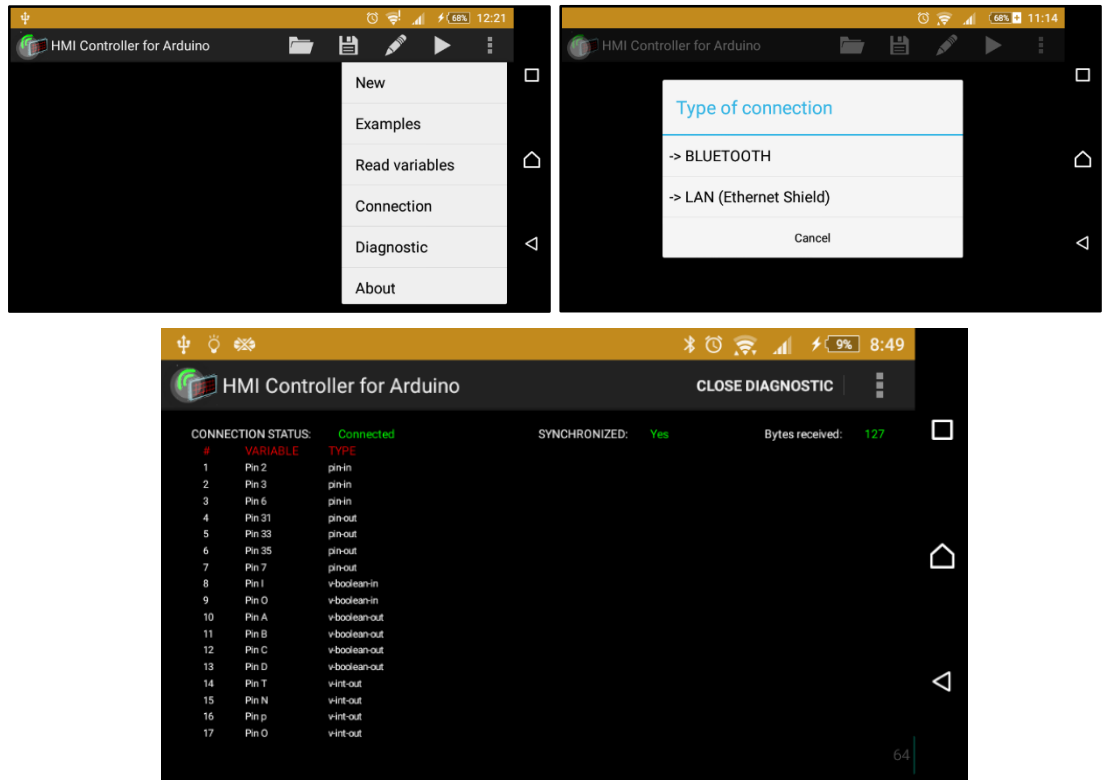 68% 12:21
HMI Controller for Arduino
New
Examples
Read variables
Connection
Diagnostic
About
68% 11:14
HMI Controller for Arduino
Type of connection
-> BLUETOOTH
-> LAN (Ethernet Shield)
Cancel
9% 8:49
HMI Controller for Arduino CLOSE DIAGNOSTIC
CONNECTION STATUS: Connected SYNCHRONIZED: Yes Bytes received: 127
# VARIABLE TYPE
1 Pin 2 pin-in
2 Pin 3 pin-in
3 Pin 6 pin-in
4 Pin 31 pin-out
5 Pin 33 pin-out
6 Pin 35 pin-out
7 Pin 7 pin-out
8 Pin I v-boolean-in
9 Pin O v-boolean-in
10 Pin A v-boolean-out
11 Pin B v-boolean-out
12 Pin C v-boolean-out
13 Pin D v-boolean-out
14 Pin T v-int-out
15 Pin N v-int-out
16 Pin p v-int-out
17 Pin O v-int-out
64